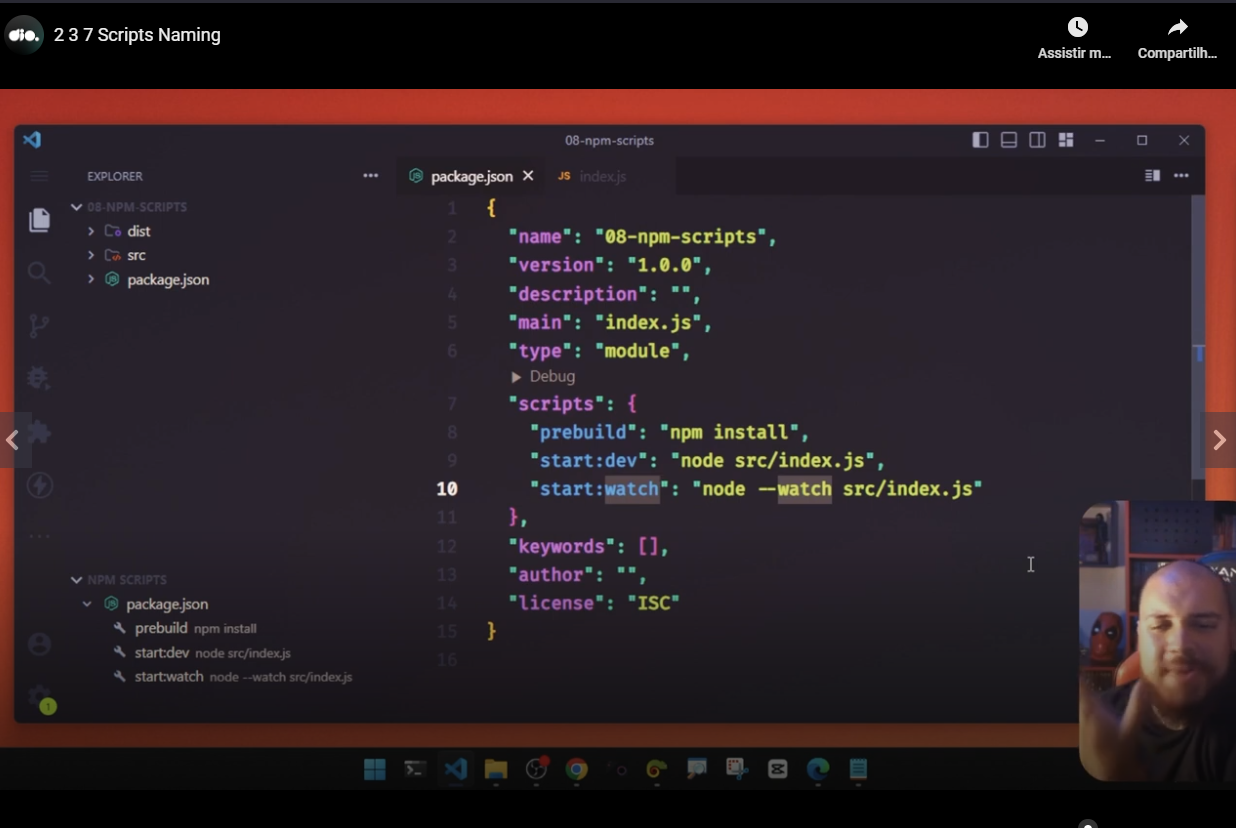 dio.
2 3 7 Scripts Naming
Assistir m...
Compartilh...
08-npm-scripts
EXPLORER
package.json
JS index.js
08-NPM-SCRIPTS
dist
src
package.json
1 {
2 "name": "08-npm-scripts",
3 "version": "1.0.0",
4 "description": "",
5 "main": "index.js",
6 "type": "module",
Debug
7 "scripts": {
8 "prebuild": "npm install",
9 "start:dev": "node src/index.js",
10 "start:watch": "node --watch src/index.js"
11 },
12 "keywords": [],
13 "author": "",
14 "license": "ISC"
15 }
16
NPM SCRIPTS
package.json
prebuild npm install
start:dev node src/index.js
start:watch node --watch src/index.js
1